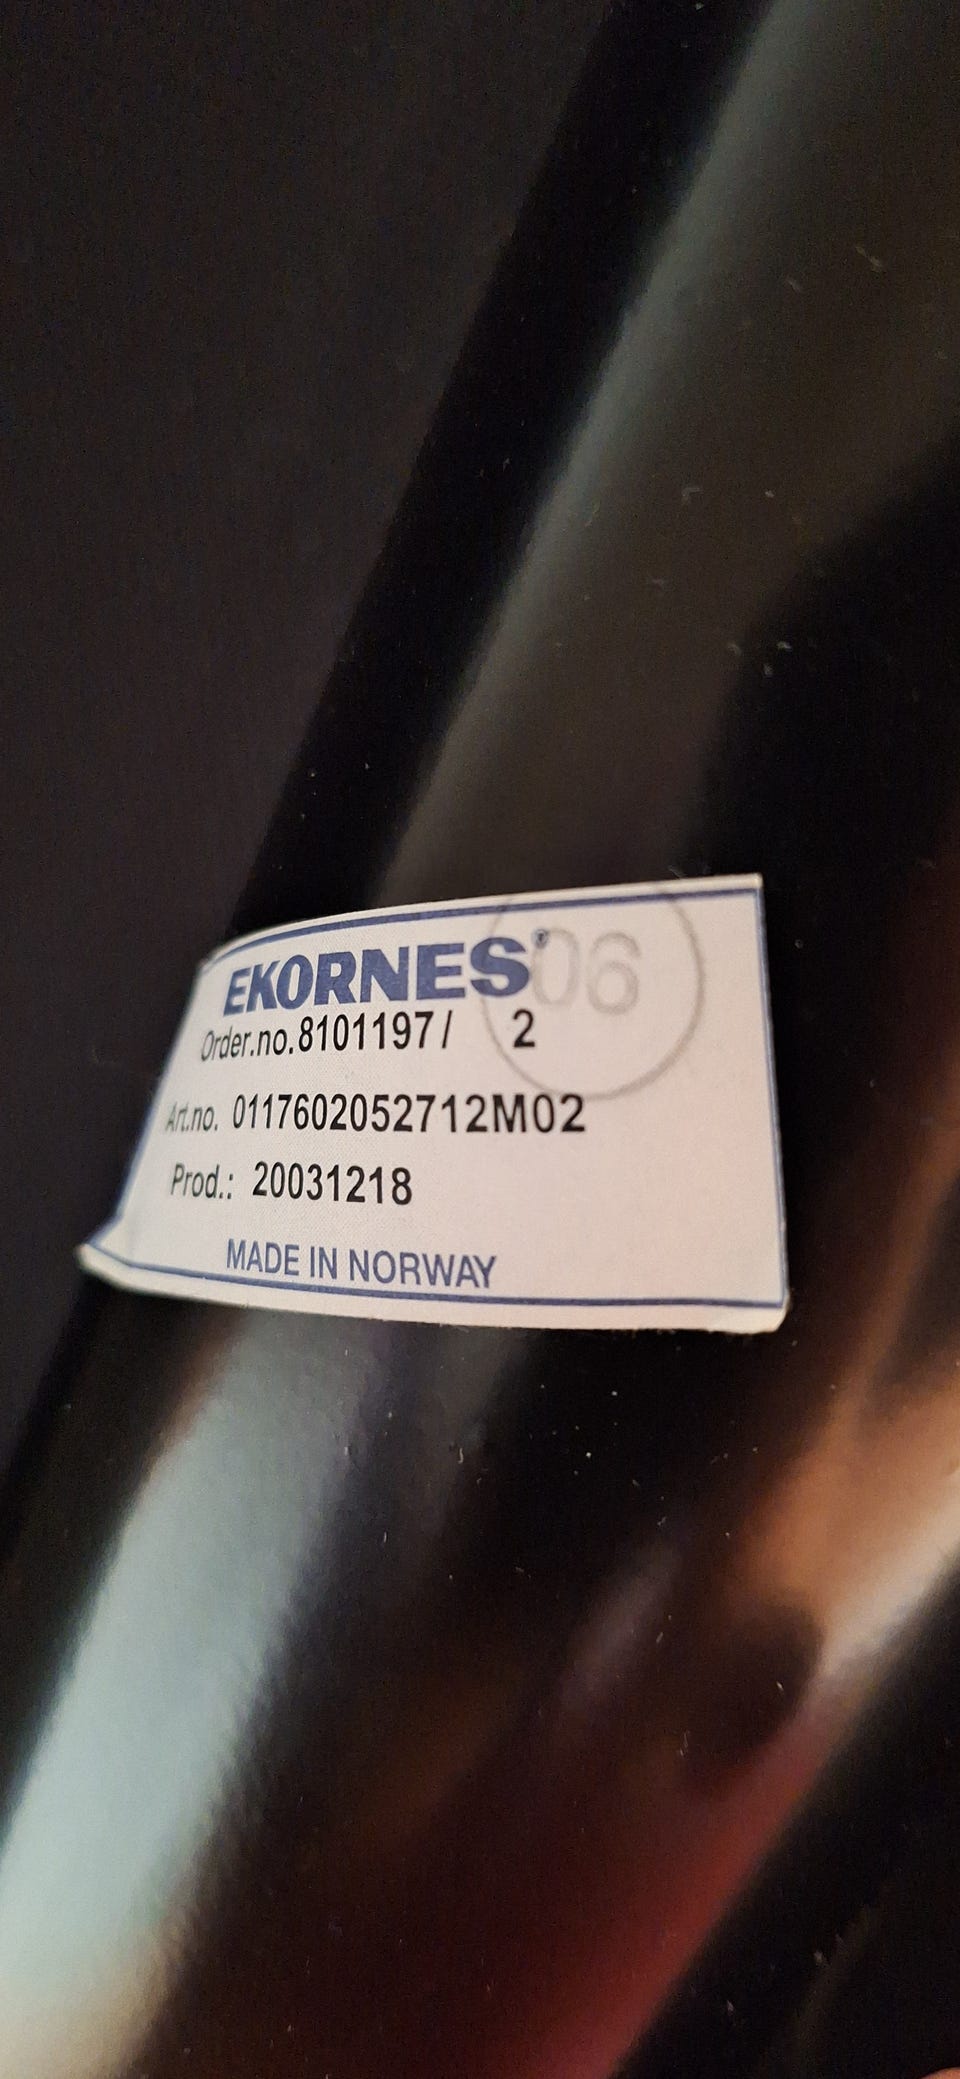 EKORNES®
06
Order.no. 8101197/ 2
Art.no. 0117602052712M02
Prod.: 20031218
MADE IN NORWAY